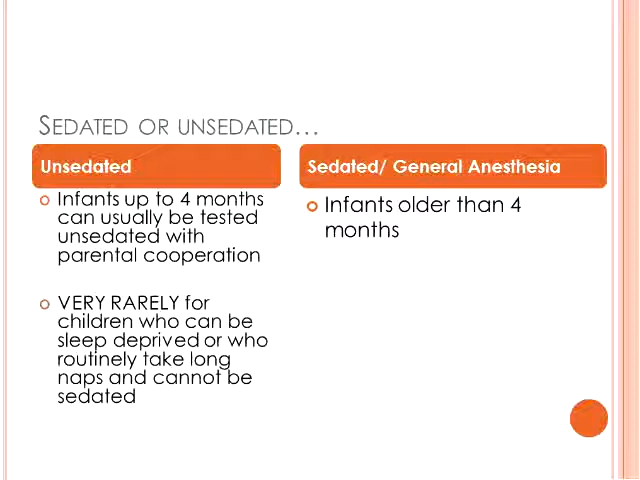 SEDATED OR UNSEDATED…
Unsedated
Infants up to 4 months
can usually be tested
unsedated with
parental cooperation
VERY RARELY for
children who can be
sleep deprived or who
routinely take long
naps and cannot be
sedated
Sedated/ General Anesthesia
Infants older than 4
months